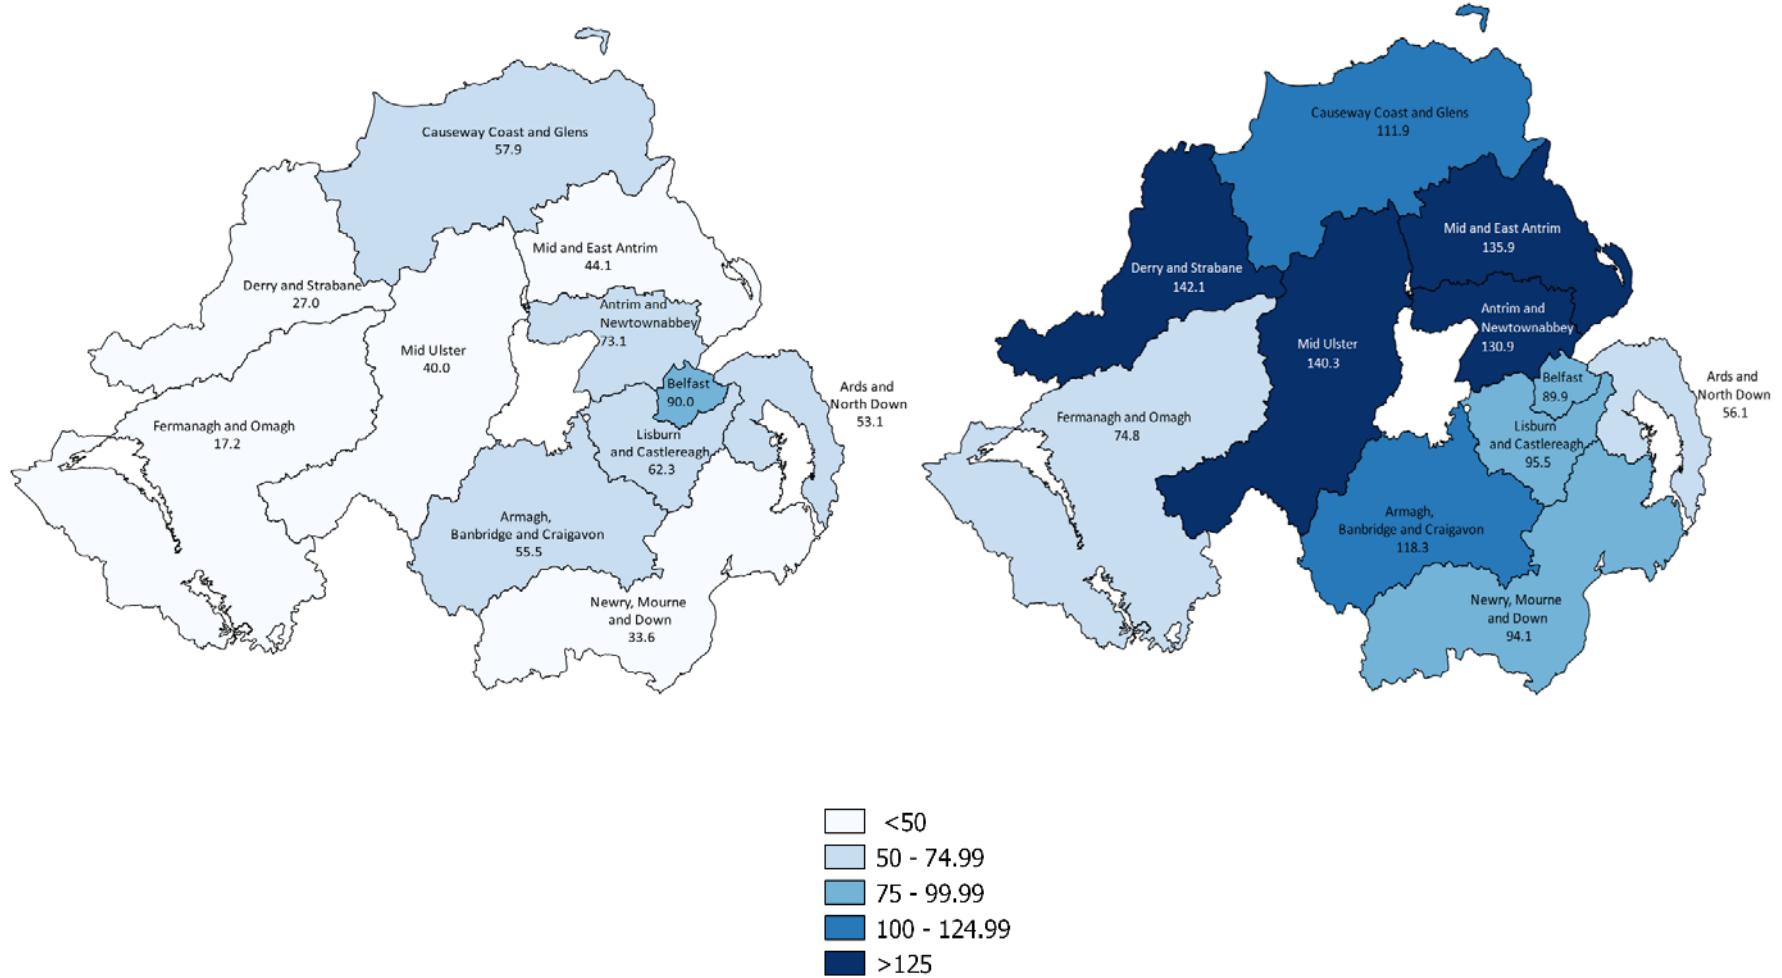 Causeway Coast and Glens
57.9
Mid and East Antrim
44.1
Derry and Strabane
27.0
Antrim and
Newtownabbey
73.1
Mid Ulster
40.0
Belfast
90.0
Ards and
North Down
53.1
Fermanagh and Omagh
17.2
Lisburn
and Castlereagh
62.3
Armagh,
Banbridge and Craigavon
55.5
Newry, Mourne
and Down
33.6
Causeway Coast and Glens
111.9
Mid and East Antrim
135.9
Derry and Strabane
142.1
Antrim and
Newtownabbey
130.9
Mid Ulster
140.3
Belfast
89.9
Ards and
North Down
56.1
Fermanagh and Omagh
74.8
Lisburn
and Castlereagh
95.5
Armagh,
Banbridge and Craigavon
118.3
Newry, Mourne
and Down
94.1
<50
50 - 74.99
75 - 99.99
100 - 124.99
>125